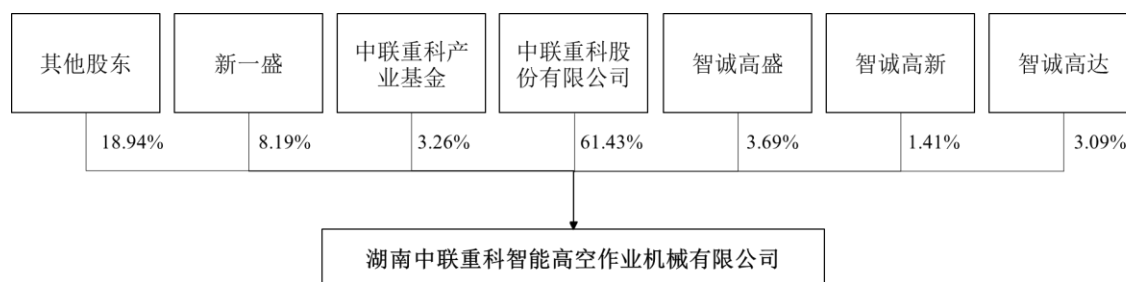 其他股东
新一盛
中联重科产
业基金
中联重科股
份有限公司
智诚高盛
智诚高新
智诚高达
18.94%
8.19%
3.26%
61.43%
3.69%
1.41%
3.09%
湖南中联重科智能高空作业机械有限公司